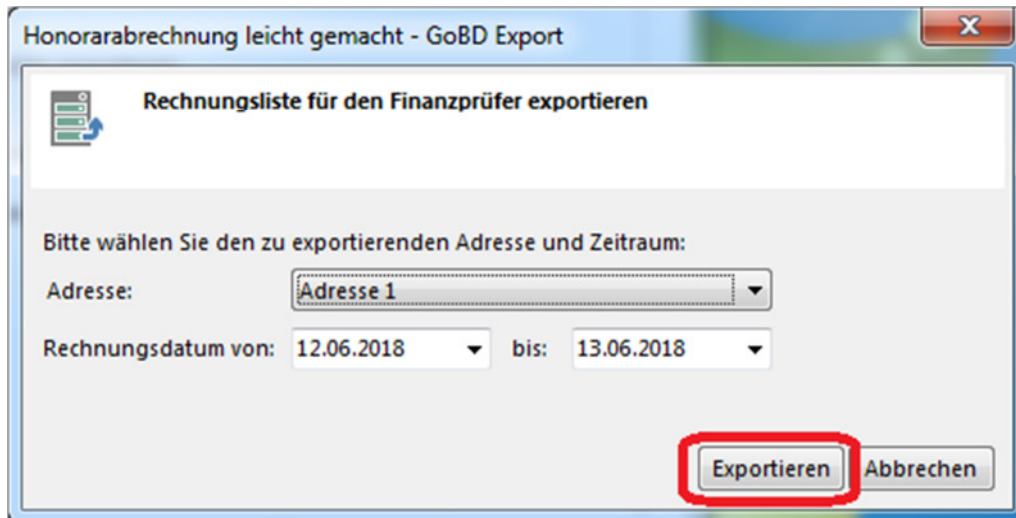 Honorarabrechnung leicht gemacht - GoBD Export
Rechnungsliste für den Finanzprüfer exportieren
Bitte wählen Sie den zu exportierenden Adresse und Zeitraum:
Adresse: Adresse 1
Rechnungsdatum von: 12.06.2018 bis: 13.06.2018
Exportieren Abbrechen